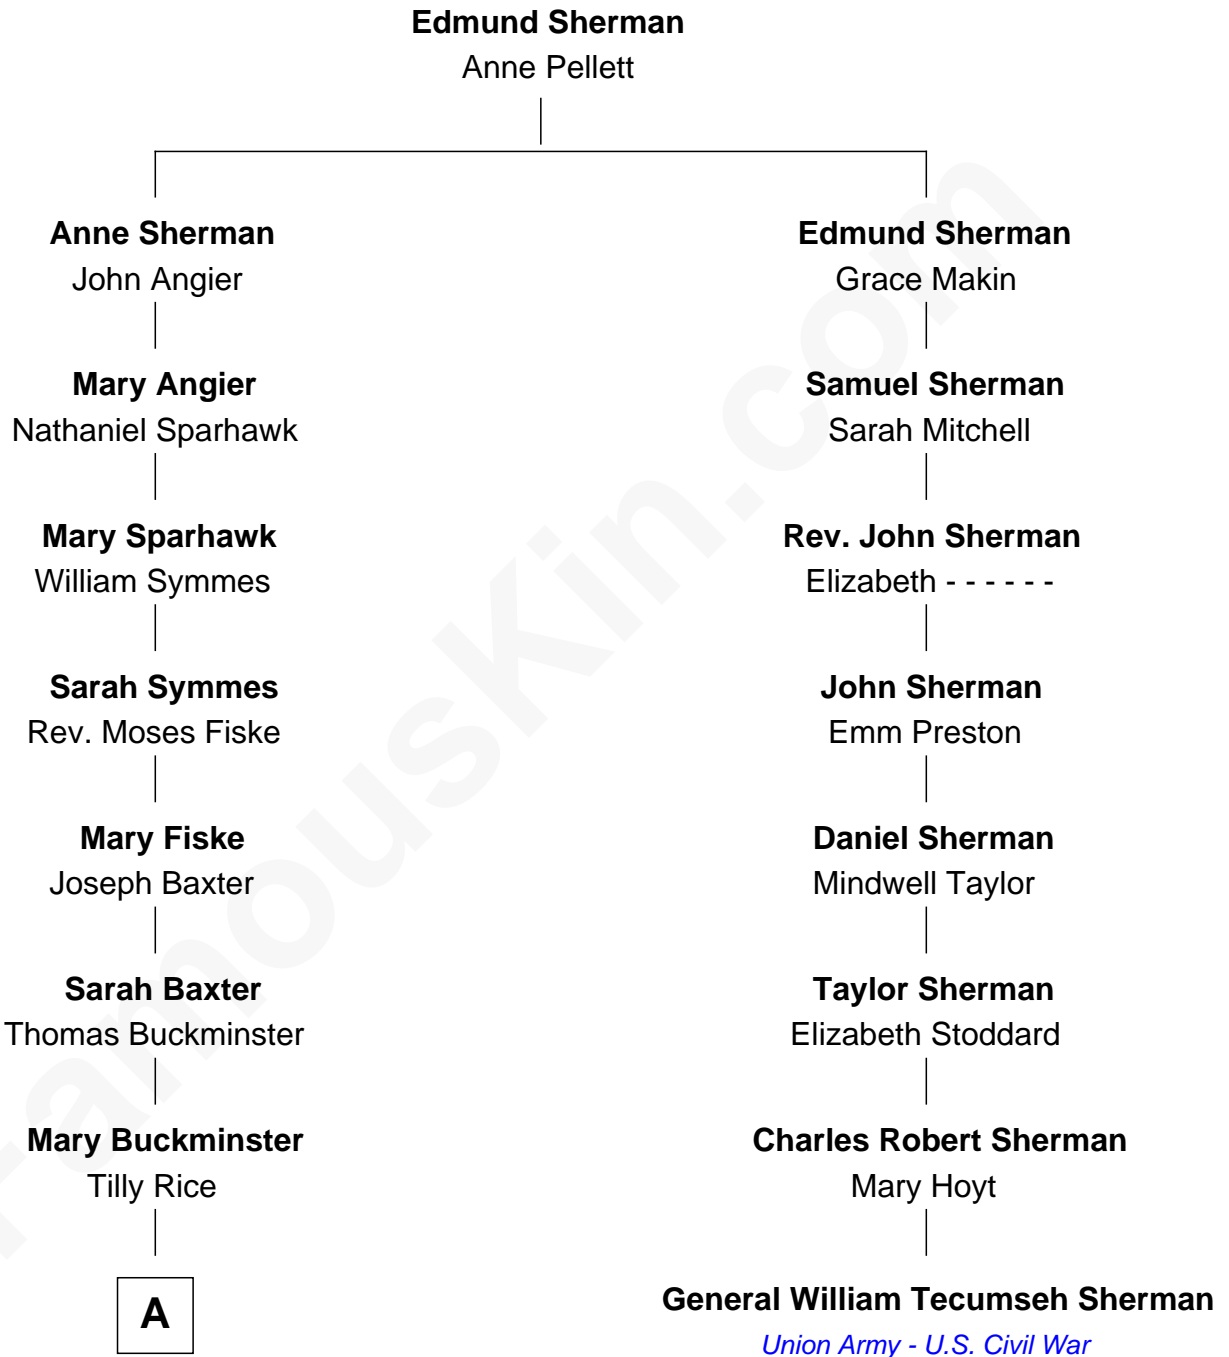 Edmund Sherman
Anne Pellett
Anne Sherman
John Angier
Edmund Sherman
Grace Makin
Mary Angier
Nathaniel Sparhawk
Samuel Sherman
Sarah Mitchell
Mary Sparhawk
William Symmes
Rev. John Sherman
Elizabeth - - - - - -
Sarah Symmes
Rev. Moses Fiske
John Sherman
Emm Preston
Mary Fiske
Joseph Baxter
Daniel Sherman
Mindwell Taylor
Sarah Baxter
Thomas Buckminster
Taylor Sherman
Elizabeth Stoddard
Mary Buckminster
Tilly Rice
Charles Robert Sherman
Mary Hoyt
A
General William Tecumseh Sherman
Union Army - U.S. Civil War
FamousKin.com